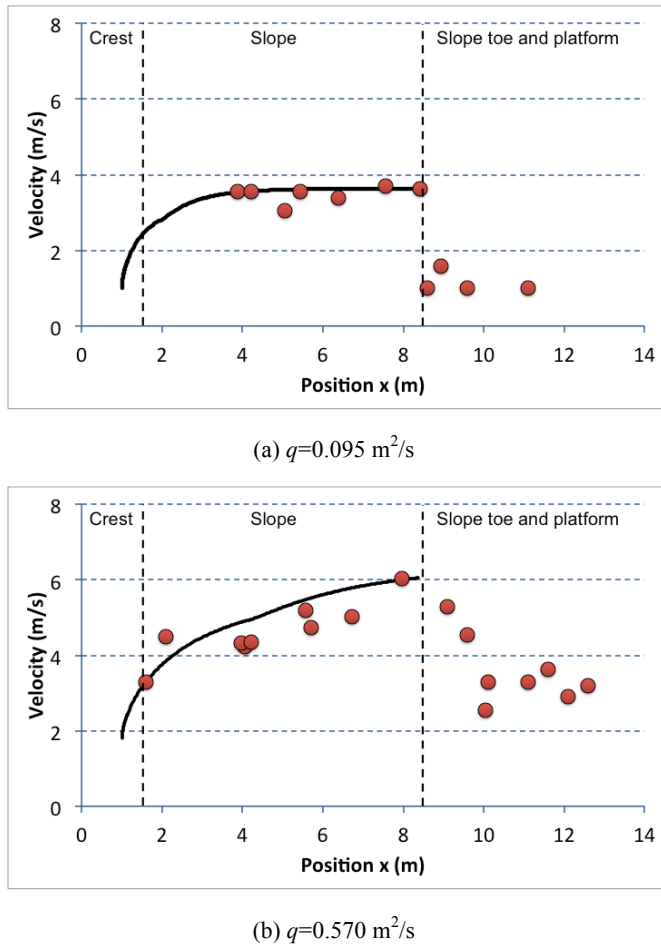 8
Crest Slope Slope toe and platform
6
4
2
0
Velocity (m/s)
0 2 4 6 8 10 12 14
Position x (m)
(a) q=0.095 m²/s
8
Crest Slope Slope toe and platform
6
4
2
0
Velocity (m/s)
0 2 4 6 8 10 12 14
Position x (m)
(b) q=0.570 m²/s